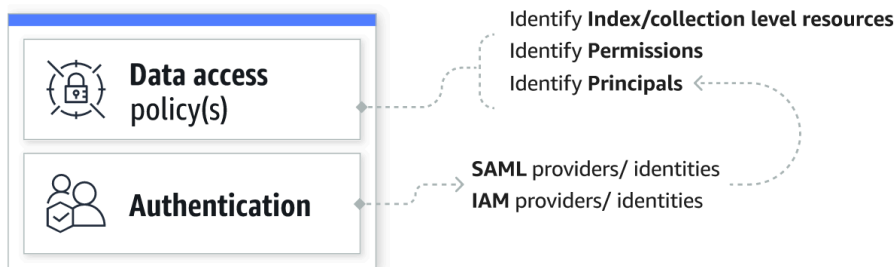 Identify Index/collection level resources
Data access
policy(s)
Identify Permissions
Identify Principals
SAML providers/ identities
Authentication
IAM providers/ identities